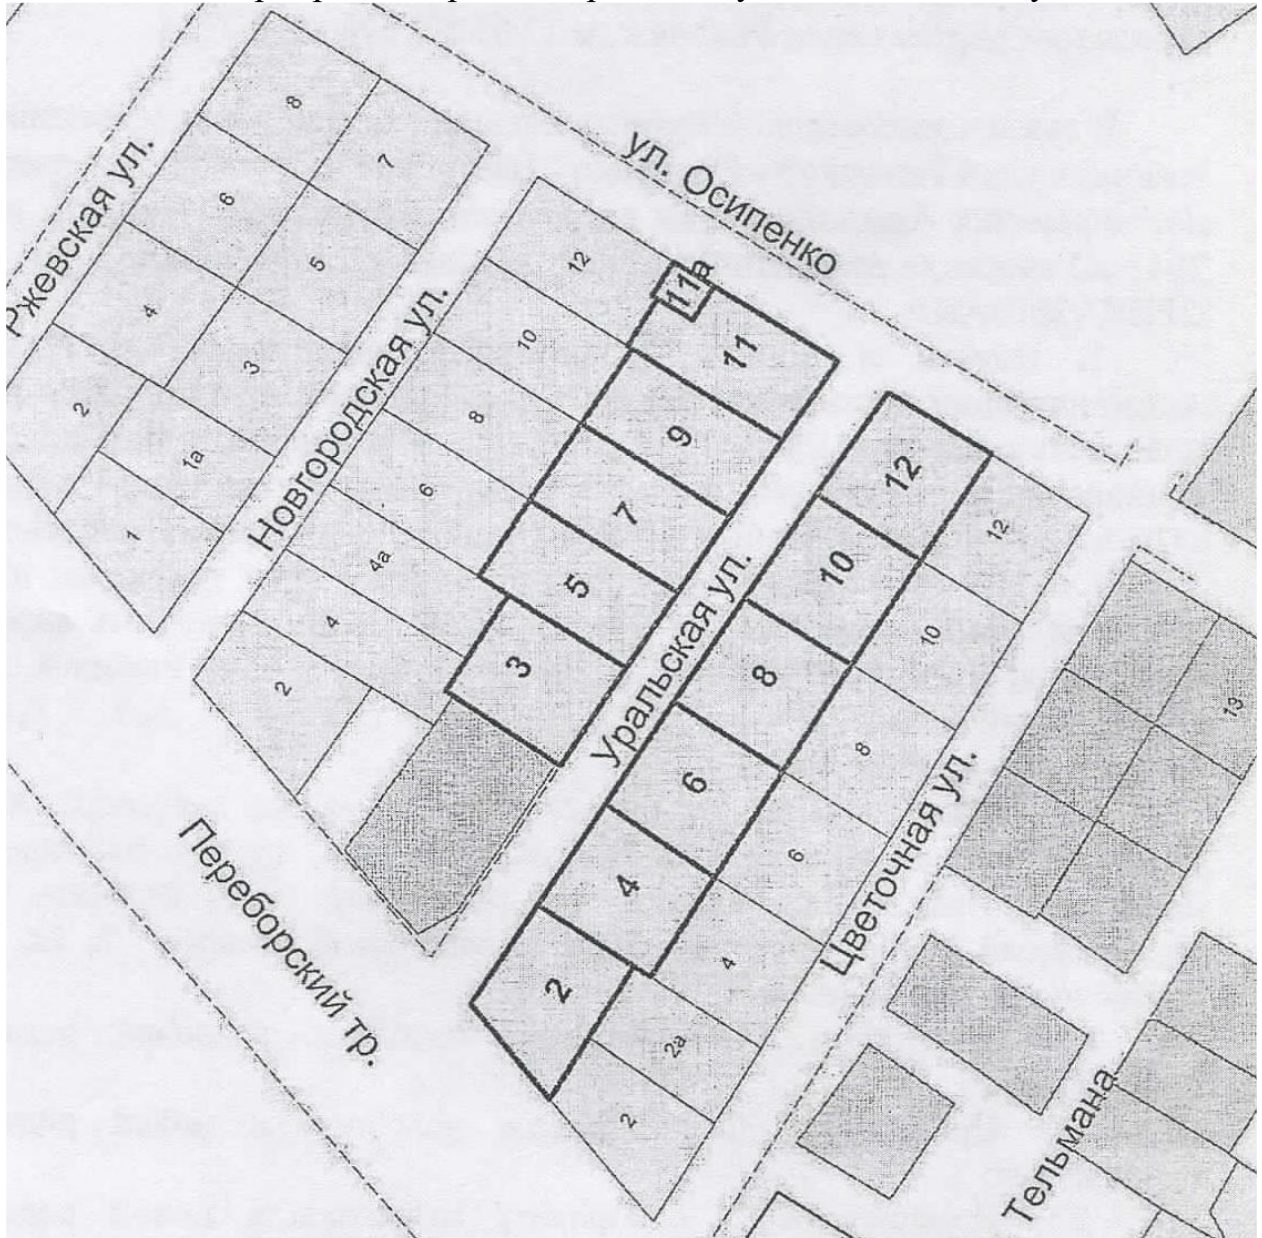 8
7
6
5
4
3
2
1а
1
Ржевская ул.
ул. Осипенко
Новгородская ул.
12
10
8
6
4а
4
2
11а
11
9
7
5
3
Уральская ул.
12
10
8
6
4
2
12
10
8
6
4
2а
2
Цветочная ул.
13
Переборский тр.
Тельмана